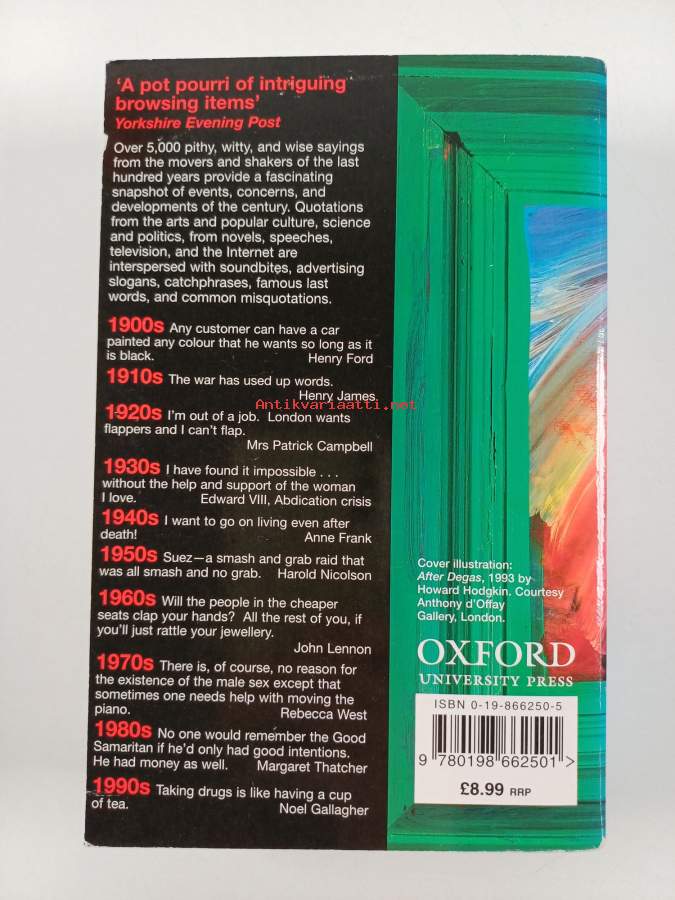 'A pot pourri of intriguing
browsing items'
Yorkshire Evening Post
Over 5,000 pithy, witty, and wise sayings
from the movers and shakers of the last
hundred years provide a fascinating
snapshot of events, concerns, and
developments of the century. Quotations
from the arts and popular culture, science
and politics, from novels, speeches,
television, and the Internet are
interspersed with soundbites, advertising
slogans, catchphrases, famous last
words, and common misquotations.
1900s Any customer can have a car
painted any colour that he wants so long as it
is black. Henry Ford
1910s The war has used up words.
Henry James
Antikvariaatti.net
1920s I'm out of a job. London wants
flappers and I can't flap.
Mrs Patrick Campbell
1930s I have found it impossible . . .
without the help and support of the woman
I love. Edward VIII, Abdication crisis
1940s I want to go on living even after
death! Anne Frank
1950s Suez—a smash and grab raid that
was all smash and no grab. Harold Nicolson
1960s Will the people in the cheaper
seats clap your hands? All the rest of you, if
you'll just rattle your jewellery.
John Lennon
1970s There is, of course, no reason for
the existence of the male sex except that
sometimes one needs help with moving the
piano. Rebecca West
1980s No one would remember the Good
Samaritan if he'd only had good intentions.
He had money as well. Margaret Thatcher
1990s Taking drugs is like having a cup
of tea. Noel Gallagher
Cover illustration:
After Degas, 1993 by
Howard Hodgkin. Courtesy
Anthony d'Offay
Gallery, London.
OXFORD
UNIVERSITY PRESS
ISBN 0-19-866250-5
9 780198 662501 >
£8.99 RRP